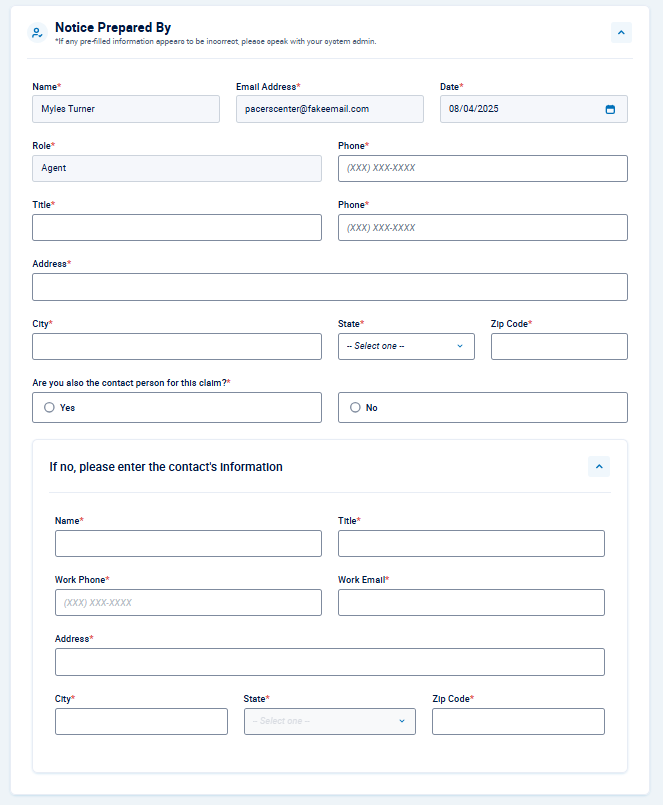 Notice Prepared By
*If any pre-filled information appears to be incorrect, please speak with your system admin.
Name* Email Address* Date*
Myles Turner pacerscenter@fakeemail.com 08/04/2025
Role* Phone*
Agent (XXX) XXX-XXXX
Title* Phone*
(XXX) XXX-XXXX
Address*
City* State* Zip Code*
-- Select one --
Are you also the contact person for this claim?*
Yes No
If no, please enter the contact's information
Name* Title*
Work Phone* Work Email*
(XXX) XXX-XXXX
Address*
City* State* Zip Code*
-- Select one --